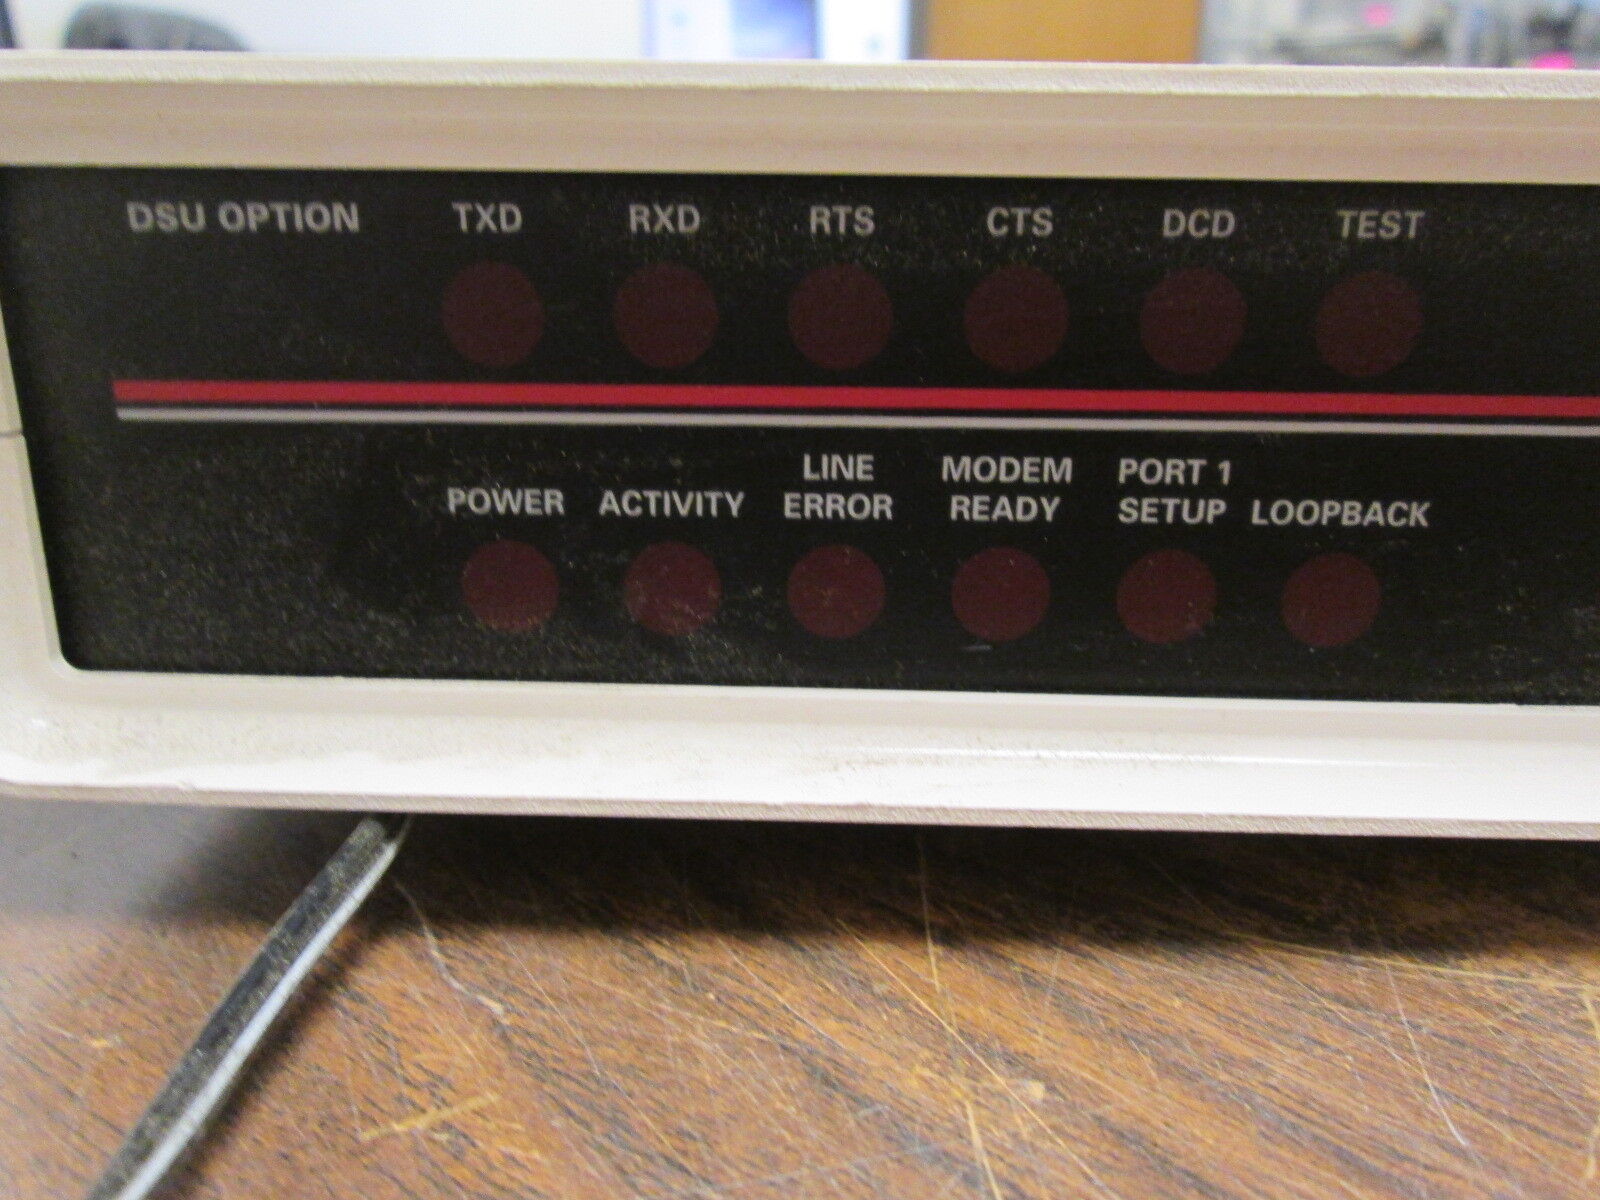 DSU OPTION TXD RXD RTS CTS DCD TEST
POWER ACTIVITY LINE ERROR MODEM READY PORT 1 SETUP LOOPBACK